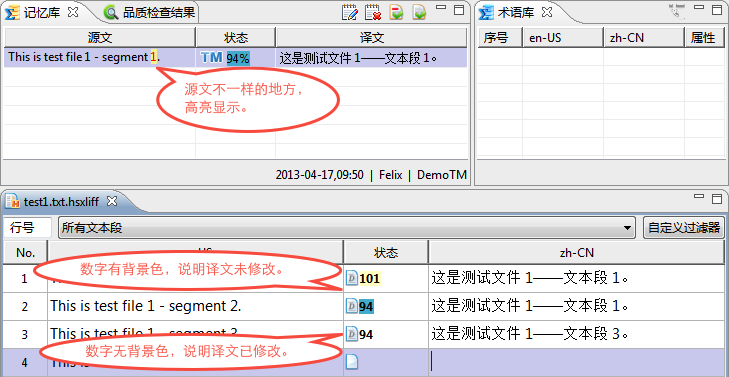 记忆库 品质检查结果
源文 状态 译文
This is test file 1 - segment 1. TM 94% 这是测试文件 1——文本段 1。
源文不一样的地方，
高亮显示。
2013-04-17,09:50 | Felix | DemoTM
术语库
序号 en-US zh-CN 属性
test1.txt.hsxliff
行号 所有文本段 自定义过滤器
No. 状态 zh-CN
数字有背景色，说明译文未修改。
1 101 这是测试文件 1——文本段 1。
2 This is test file 1 - segment 2. 94 这是测试文件 1——文本段 1。
3 This is test file 1 - segment 3. 94 这是测试文件 1——文本段 3。
数字无背景色，说明译文已修改。
4 This is